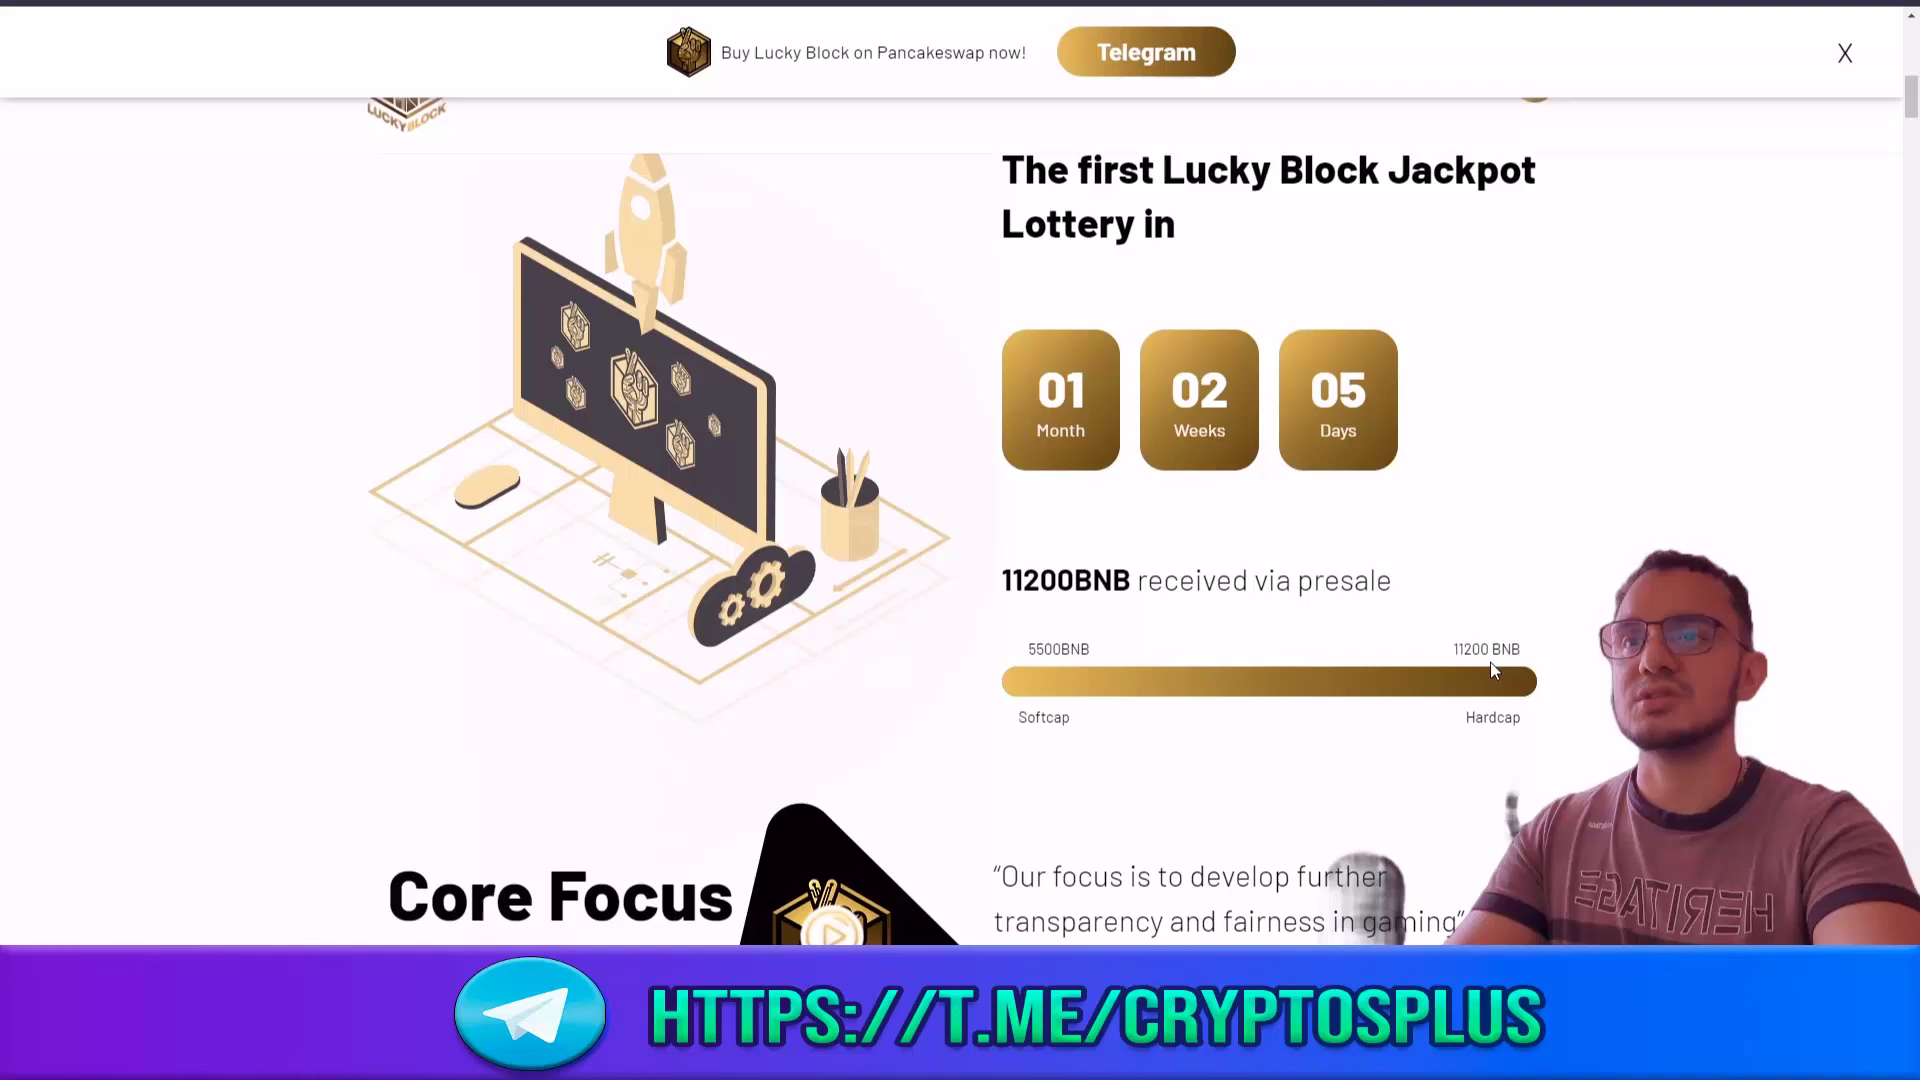 Buy Lucky Block on Pancakeswap now!
Telegram
X
LUCKYBLOCK
The first Lucky Block Jackpot
Lottery in
01 02 05
Month Weeks Days
11200BNB received via presale
5500BNB 11200 BNB
Softcap Hardcap
Core Focus
“Our focus is to develop further
transparency and fairness in gaming”
HERITAGE
HTTPS://T.ME/CRYPTOSPLUS